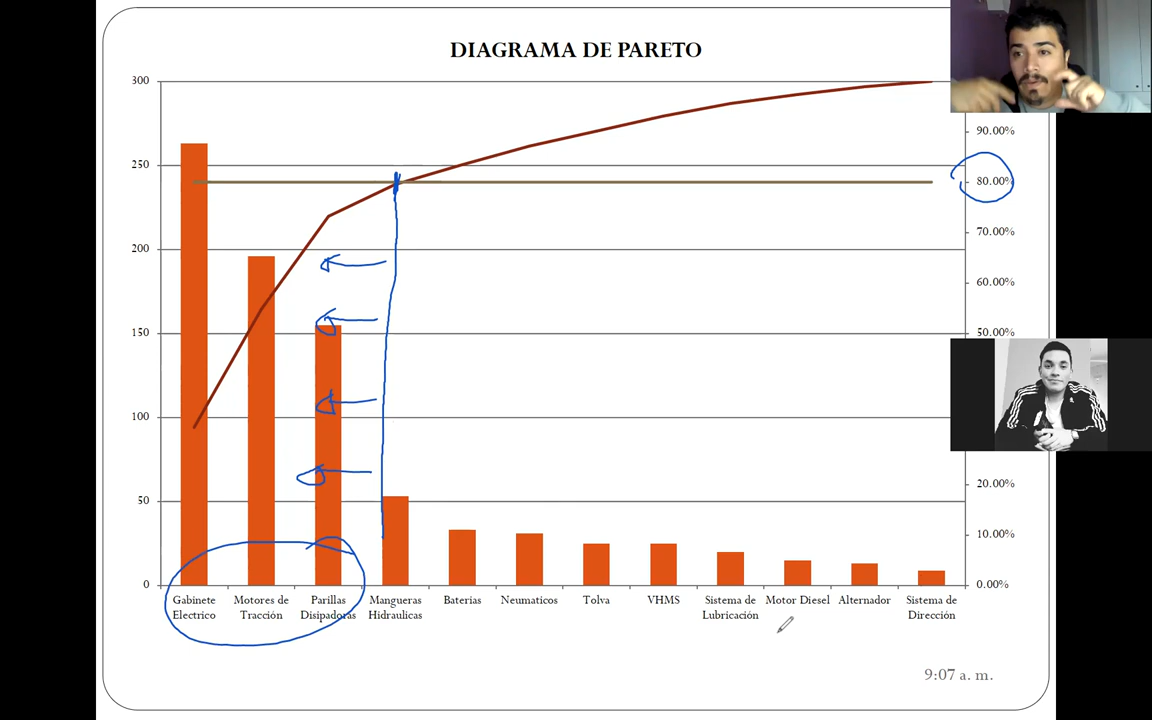 DIAGRAMA DE PARETO
300
250
200
150
100
50
0
90.00%
80.00%
70.00%
60.00%
50.00%
20.00%
10.00%
0.00%
Gabinete Electrico
Motores de Tracción
Parillas Disipadoras
Mangueras Hidraulicas
Baterias
Neumaticos
Tolva
VHMS
Sistema de Lubricación
Motor Diesel
Alternador
Sistema de Dirección
9:07 a. m.